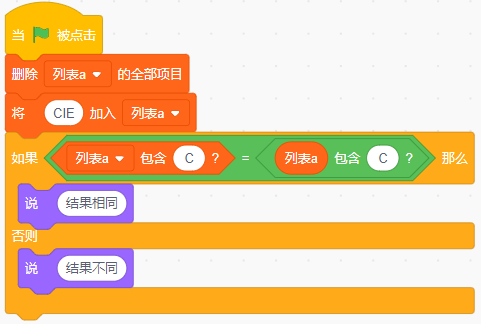 当 被点击
删除 列表a 的全部项目
将 CIE 加入 列表a
如果 列表a 包含 C ? = 列表a 包含 C ? 那么
说 结果相同
否则
说 结果不同